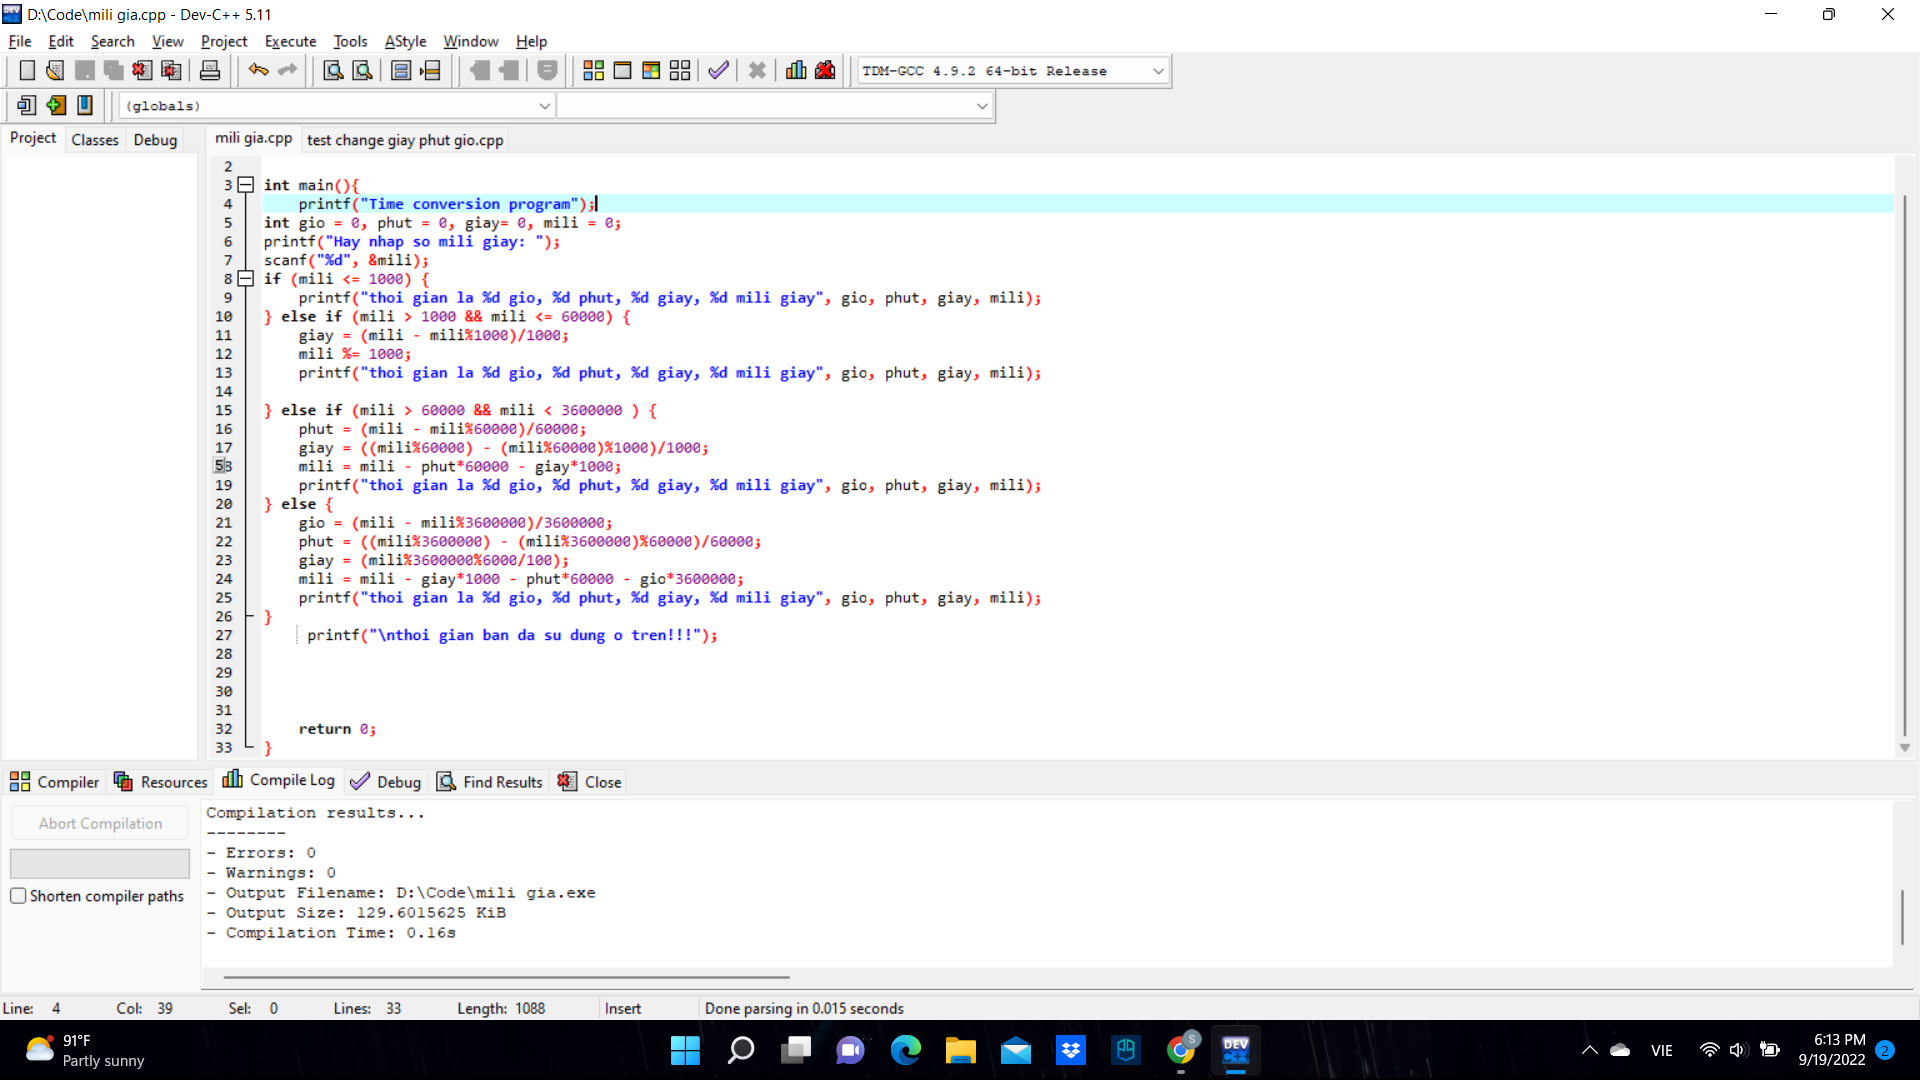 D:\Code\mili gia.cpp - Dev-C++ 5.11
File Edit Search View Project Execute Tools AStyle Window Help
TDM-GCC 4.9.2 64-bit Release
(globals)
Project Classes Debug
mili gia.cpp test change giay phut gio.cpp
2
3 int main(){
4 printf("Time conversion program");
5 int gio = 0, phut = 0, giay= 0, mili = 0;
6 printf("Hay nhap so mili giay: ");
7 scanf("%d", &mili);
8 if (mili <= 1000) {
9 printf("thoi gian la %d gio, %d phut, %d giay, %d mili giay", gio, phut, giay, mili);
10 } else if (mili > 1000 && mili <= 60000) {
11 giay = (mili - mili%1000)/1000;
12 mili %= 1000;
13 printf("thoi gian la %d gio, %d phut, %d giay, %d mili giay", gio, phut, giay, mili);
14
15 } else if (mili > 60000 && mili < 3600000 ) {
16 phut = (mili - mili%60000)/60000;
17 giay = ((mili%60000) - (mili%60000)%1000)/1000;
58 mili = mili - phut*60000 - giay*1000;
19 printf("thoi gian la %d gio, %d phut, %d giay, %d mili giay", gio, phut, giay, mili);
20 } else {
21 gio = (mili - mili%3600000)/3600000;
22 phut = ((mili%3600000) - (mili%3600000)%60000)/60000;
23 giay = (mili%3600000%6000/100);
24 mili = mili - giay*1000 - phut*60000 - gio*3600000;
25 printf("thoi gian la %d gio, %d phut, %d giay, %d mili giay", gio, phut, giay, mili);
26 }
27 printf("\nthoi gian ban da su dung o tren!!!");
28
29
30
31
32 return 0;
33 }
Compiler Resources Compile Log Debug Find Results Close
Abort Compilation
Shorten compiler paths
Compilation results...
--------
- Errors: 0
- Warnings: 0
- Output Filename: D:\Code\mili gia.exe
- Output Size: 129.6015625 KiB
- Compilation Time: 0.16s
Line: 4 Col: 39 Sel: 0 Lines: 33 Length: 1088 Insert Done parsing in 0.015 seconds
91°F
Partly sunny
S
DEV
C++
VIE
6:13 PM
9/19/2022
2